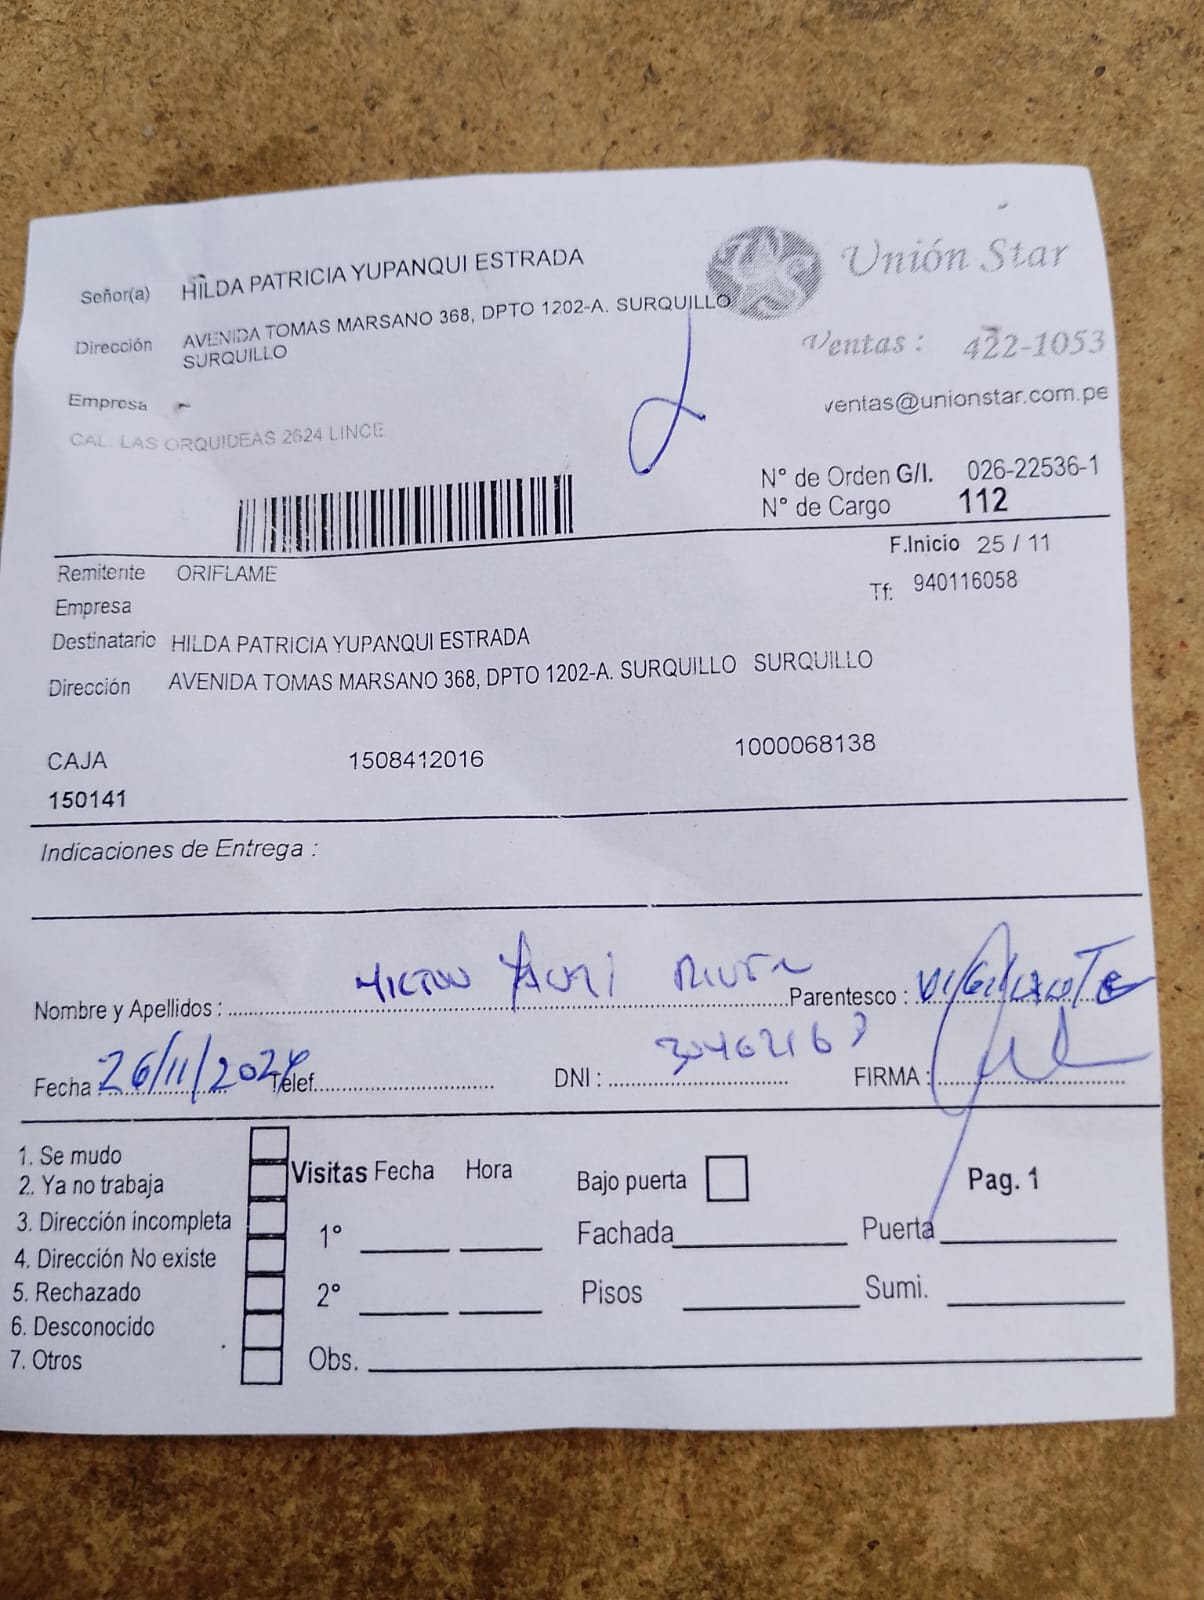 Señor(a) HILDA PATRICIA YUPANQUI ESTRADA
Unión Star
Dirección AVENIDA TOMAS MARSANO 368, DPTO 1202-A. SURQUILLO
SURQUILLO
Ventas : 422-1053
Empresa -
ventas@unionstar.com.pe
CAL. LAS ORQUIDEAS 2624 LINCE
N° de Orden G/I. 026-22536-1
N° de Cargo 112
F.Inicio 25 / 11
Remitente ORIFLAME
Tf: 940116058
Empresa
Destinatario HILDA PATRICIA YUPANQUI ESTRADA
Dirección AVENIDA TOMAS MARSANO 368, DPTO 1202-A. SURQUILLO SURQUILLO
CAJA 1508412016 1000068138
150141
Indicaciones de Entrega :
Nombre y Apellidos : Parentesco : VIGILANTE
Fecha : 26/11/2024 Telef. DNI : FIRMA :
1. Se mudo
2. Ya no trabaja
3. Dirección incompleta
4. Dirección No existe
5. Rechazado
6. Desconocido
7. Otros
Visitas Fecha Hora
1°
2°
Obs.
Bajo puerta Pag. 1
Fachada Puerta
Pisos Sumi.